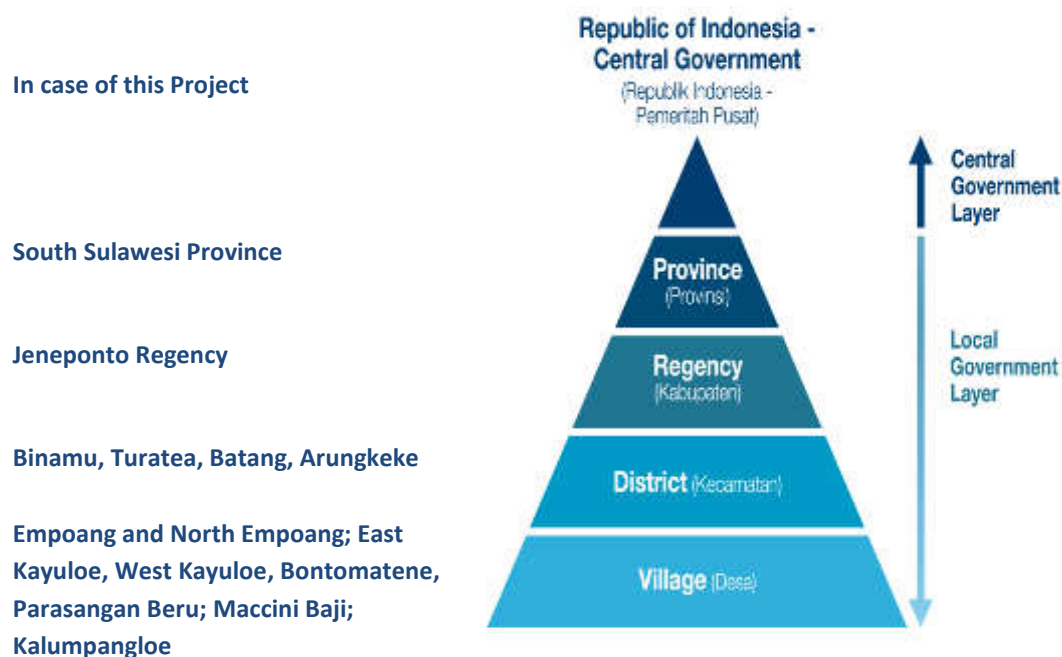 Republic of Indonesia -
Central Government
(Republik Indonesia -
Pemeritah Pusat)
In case of this Project
Central
Government
Layer
South Sulawesi Province
Province
(Provinsi)
Jeneponto Regency
Regency
(Kabupaten)
Local
Government
Layer
Binamu, Turatea, Batang, Arungkeke
District (Kecamatan)
Empoang and North Empoang; East
Kayuloe, West Kayuloe, Bontomatene,
Parasangan Beru; Maccini Baji;
Kalumpangloe
Village (Desa)